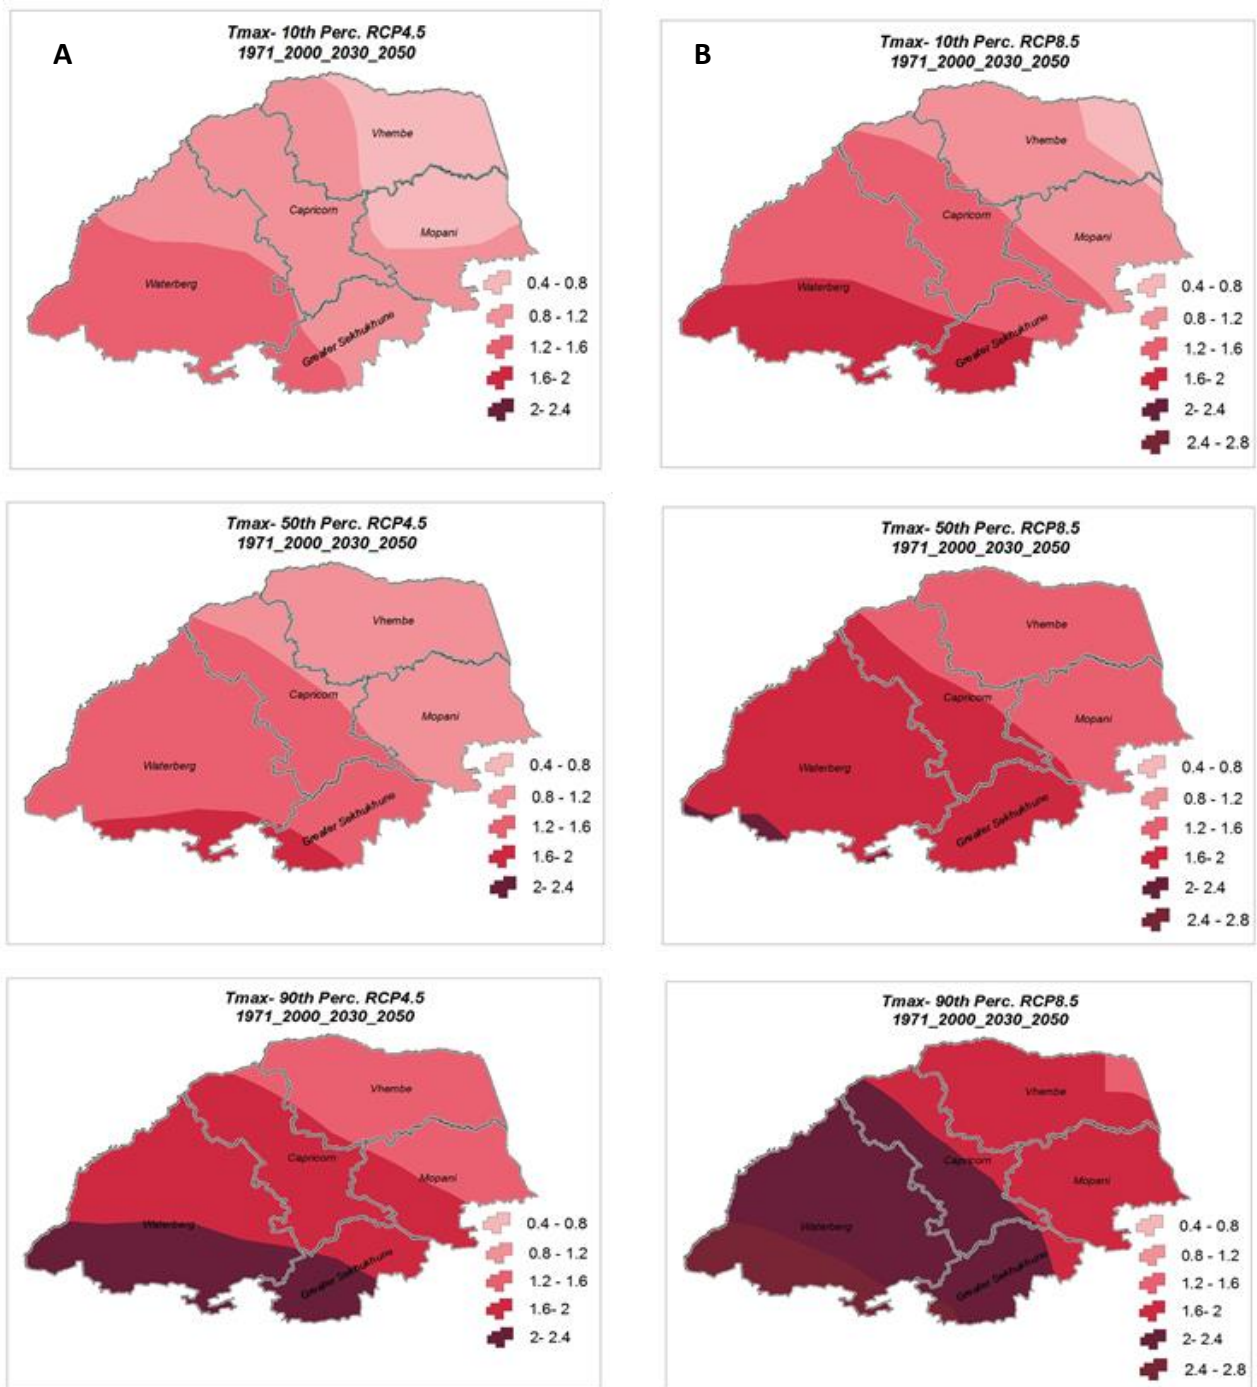 A
Tmax- 10th Perc. RCP4.5
1971_2000_2030_2050
Vhembe
Capricorn
Mopani
Waterberg
Greater Sekhukhune
0.4 - 0.8
0.8 - 1.2
1.2 - 1.6
1.6- 2
2- 2.4
B
Tmax- 10th Perc. RCP8.5
1971_2000_2030_2050
Vhembe
Capricorn
Mopani
Waterberg
Greater Sekhukhune
0.4 - 0.8
0.8 - 1.2
1.2 - 1.6
1.6- 2
2- 2.4
2.4 - 2.8
Tmax- 50th Perc. RCP4.5
1971_2000_2030_2050
Vhembe
Capricorn
Mopani
Waterberg
Greater Sekhukhune
0.4 - 0.8
0.8 - 1.2
1.2 - 1.6
1.6- 2
2- 2.4
Tmax- 50th Perc. RCP8.5
1971_2000_2030_2050
Vhembe
Capricorn
Mopani
Waterberg
Greater Sekhukhune
0.4 - 0.8
0.8 - 1.2
1.2 - 1.6
1.6- 2
2- 2.4
2.4 - 2.8
Tmax- 90th Perc. RCP4.5
1971_2000_2030_2050
Vhembe
Capricorn
Mopani
Waterberg
Greater Sekhukhune
0.4 - 0.8
0.8 - 1.2
1.2 - 1.6
1.6- 2
2- 2.4
Tmax- 90th Perc. RCP8.5
1971_2000_2030_2050
Vhembe
Capricorn
Mopani
Waterberg
Greater Sekhukhune
0.4 - 0.8
0.8 - 1.2
1.2 - 1.6
1.6- 2
2- 2.4
2.4 - 2.8